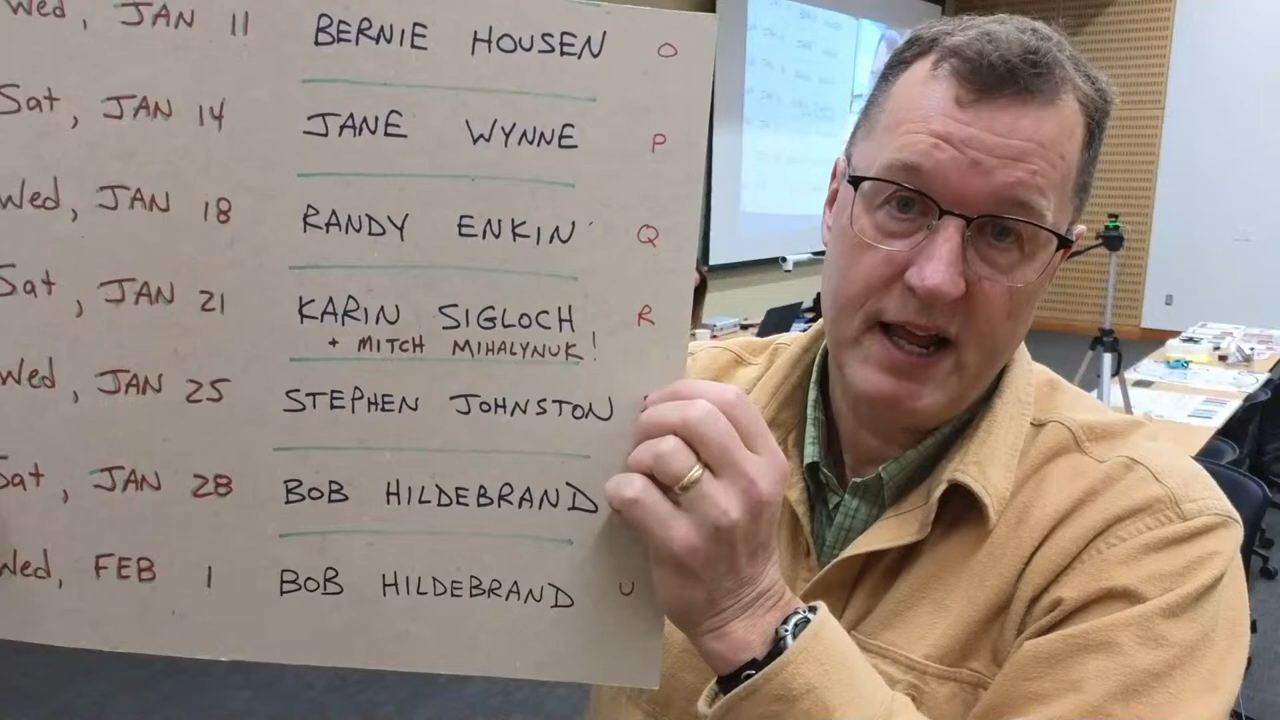 Wed, JAN 11 BERNIE HOUSEN O
Sat, JAN 14 JANE WYNNE P
Wed, JAN 18 RANDY ENKIN Q
Sat, JAN 21 KARIN SIGLOCH R
+ MITCH MIHALYNUK!
Wed, JAN 25 STEPHEN JOHNSTON
Sat, JAN 28 BOB HILDEBRAND
Wed, FEB 1 BOB HILDEBRAND U